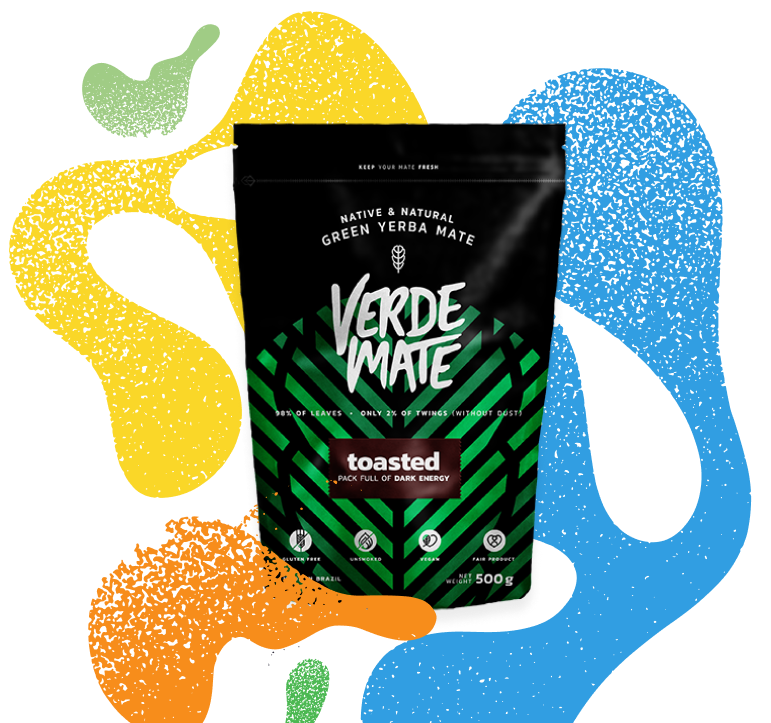 KEEP YOUR MATE FRESH
NATIVE & NATURAL
GREEN YERBA MATE
VERDE
MATE
98% OF LEAVES • ONLY 2% OF TWINGS (WITHOUT DUST)
toasted
PACK FULL OF DARK ENERGY
GLUTEN FREE UNSMOKED VEGAN FAIR PRODUCT
BRAZIL
NET
WEIGHT 500g